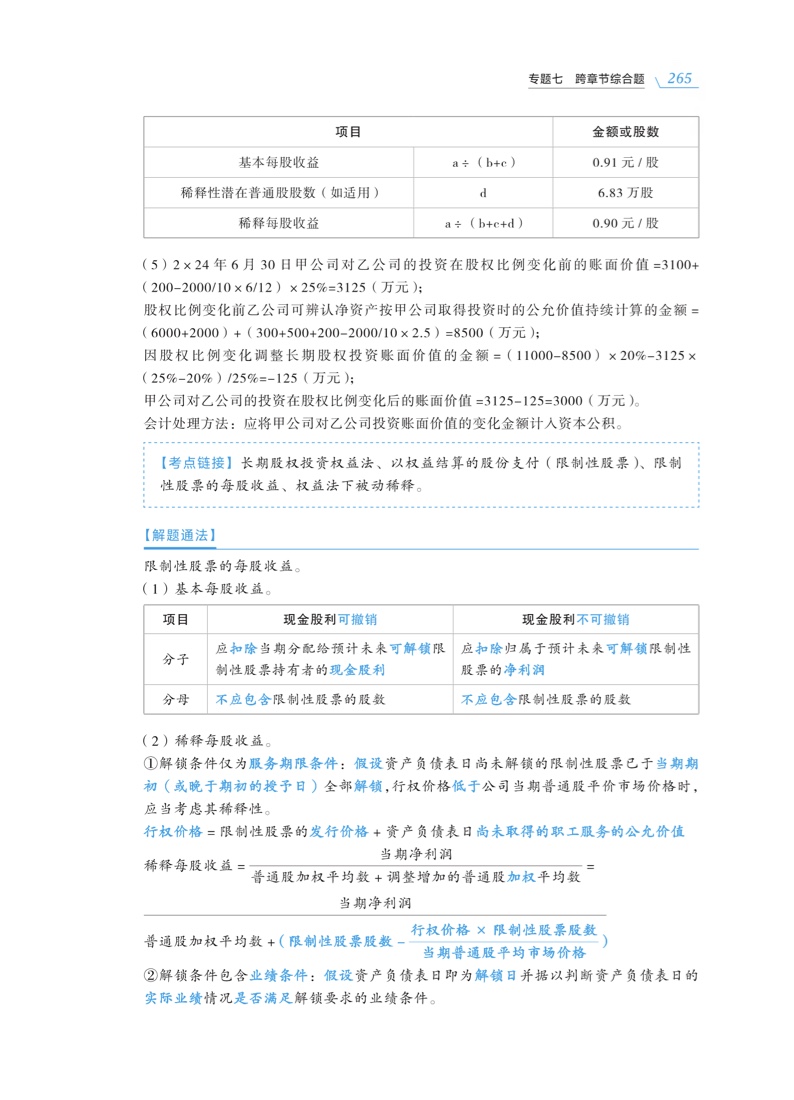 专题七 跨章节综合题 265
项目 金额或股数
基本每股收益 a÷（b+c） 0.91 元 / 股
稀释性潜在普通股股数（如适用） d 6.83 万股
稀释每股收益 a÷（b+c+d） 0.90 元 / 股
（5）2×24 年 6 月 30 日甲公司对乙公司的投资在股权比例变化前的账面价值 =3100+
（200-2000/10×6/12）×25%=3125（万元）；
股权比例变化前乙公司可辨认净资产按甲公司取得投资时的公允价值持续计算的金额 =
（6000+2000）+（300+500+200-2000/10×2.5）=8500（万元）；
因股权比例变化调整长期股权投资账面价值的金额 =（11000-8500）×20%-3125×
（25%-20%）/25%=-125（万元）；
甲公司对乙公司的投资在股权比例变化后的账面价值 =3125-125=3000（万元）。
会计处理方法：应将甲公司对乙公司投资账面价值的变化金额计入资本公积。
【考点链接】长期股权投资权益法、以权益结算的股份支付（限制性股票）、限制
性股票的每股收益、权益法下被动稀释。
【解题通法】
限制性股票的每股收益。
（1）基本每股收益。
项目 现金股利可撤销 现金股利不可撤销
分子 应扣除当期分配给预计未来可解锁限 应扣除归属于预计未来可解锁限制性
制性股票持有者的现金股利 股票的净利润
分母 不应包含限制性股票的股数 不应包含限制性股票的股数
（2）稀释每股收益。
①解锁条件仅为服务期限条件：假设资产负债表日尚未解锁的限制性股票已于当期期
初（或晚于期初的授予日）全部解锁，行权价格低于公司当期普通股平价市场价格时，
应当考虑其稀释性。
行权价格 = 限制性股票的发行价格 + 资产负债表日尚未取得的职工服务的公允价值
当期净利润
稀释每股收益 = =
普通股加权平均数 + 调整增加的普通股加权平均数
当期净利润
行权价格 × 限制性股票股数
普通股加权平均数 +（限制性股票股数 - ）
当期普通股平均市场价格
②解锁条件包含业绩条件：假设资产负债表日即为解锁日并据以判断资产负债表日的
实际业绩情况是否满足解锁要求的业绩条件。